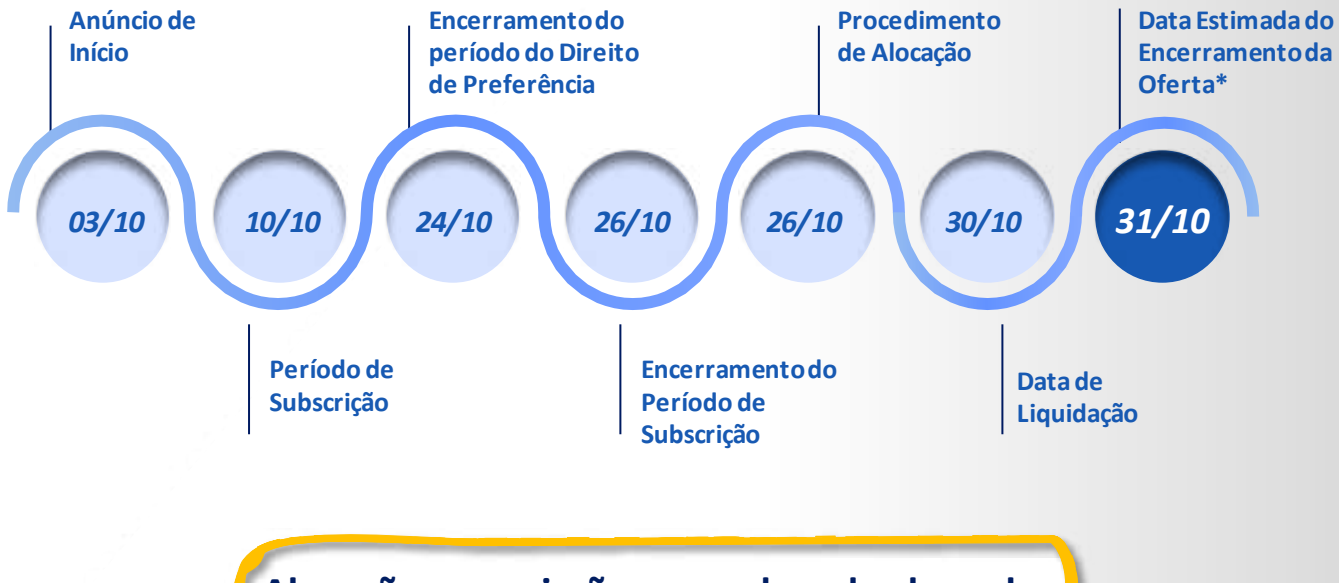 Anúncio de
Início
Encerramento do
período do Direito
de Preferência
Procedimento
de Alocação
Data Estimada do
Encerramento da
Oferta*
03/10
10/10
24/10
26/10
26/10
30/10
31/10
Período de
Subscrição
Encerramento do
Período de
Subscrição
Data de
Liquidação